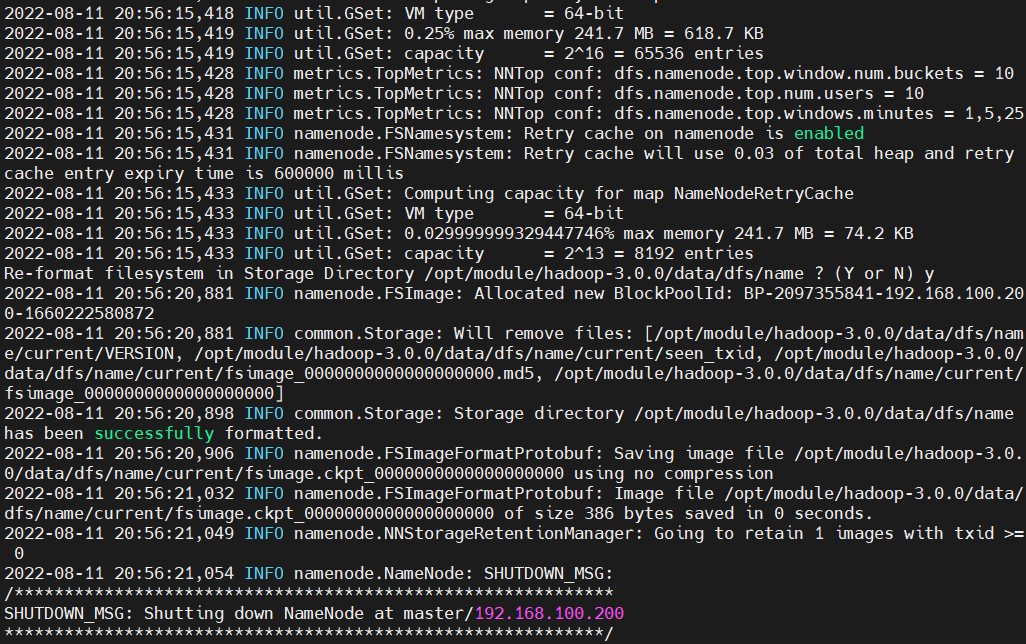 2022-08-11 20:56:15,418 INFO util.GSet: VM type       = 64-bit
2022-08-11 20:56:15,419 INFO util.GSet: 0.25% max memory 241.7 MB = 618.7 KB
2022-08-11 20:56:15,419 INFO util.GSet: capacity      = 2^16 = 65536 entries
2022-08-11 20:56:15,428 INFO metrics.TopMetrics: NNTop conf: dfs.namenode.top.window.num.buckets = 10
2022-08-11 20:56:15,428 INFO metrics.TopMetrics: NNTop conf: dfs.namenode.top.num.users = 10
2022-08-11 20:56:15,428 INFO metrics.TopMetrics: NNTop conf: dfs.namenode.top.windows.minutes = 1,5,25
2022-08-11 20:56:15,431 INFO namenode.FSNamesystem: Retry cache on namenode is enabled
2022-08-11 20:56:15,431 INFO namenode.FSNamesystem: Retry cache will use 0.03 of total heap and retry
cache entry expiry time is 600000 millis
2022-08-11 20:56:15,433 INFO util.GSet: Computing capacity for map NameNodeRetryCache
2022-08-11 20:56:15,433 INFO util.GSet: VM type       = 64-bit
2022-08-11 20:56:15,433 INFO util.GSet: 0.029999999329447746% max memory 241.7 MB = 74.2 KB
2022-08-11 20:56:15,433 INFO util.GSet: capacity      = 2^13 = 8192 entries
Re-format filesystem in Storage Directory /opt/module/hadoop-3.0.0/data/dfs/name ? (Y or N) y
2022-08-11 20:56:20,881 INFO namenode.FSImage: Allocated new BlockPoolId: BP-2097355841-192.168.100.20
0-1660222580872
2022-08-11 20:56:20,881 INFO common.Storage: Will remove files: [/opt/module/hadoop-3.0.0/data/dfs/nam
e/current/VERSION, /opt/module/hadoop-3.0.0/data/dfs/name/current/seen_txid, /opt/module/hadoop-3.0.0/
data/dfs/name/current/fsimage_0000000000000000000.md5, /opt/module/hadoop-3.0.0/data/dfs/name/current/
fsimage_0000000000000000000]
2022-08-11 20:56:20,898 INFO common.Storage: Storage directory /opt/module/hadoop-3.0.0/data/dfs/name
has been successfully formatted.
2022-08-11 20:56:20,906 INFO namenode.FSImageFormatProtobuf: Saving image file /opt/module/hadoop-3.0.
0/data/dfs/name/current/fsimage.ckpt_0000000000000000000 using no compression
2022-08-11 20:56:21,032 INFO namenode.FSImageFormatProtobuf: Image file /opt/module/hadoop-3.0.0/data/
dfs/name/current/fsimage.ckpt_0000000000000000000 of size 386 bytes saved in 0 seconds.
2022-08-11 20:56:21,049 INFO namenode.NNStorageRetentionManager: Going to retain 1 images with txid >=
 0
2022-08-11 20:56:21,054 INFO namenode.NameNode: SHUTDOWN_MSG:
/************************************************************
SHUTDOWN_MSG: Shutting down NameNode at master/192.168.100.200
************************************************************/